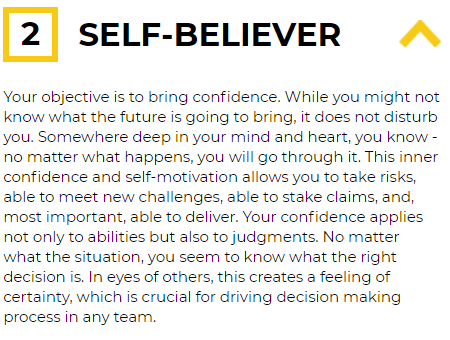 2 SELF-BELIEVER
Your objective is to bring confidence. While you might not
know what the future is going to bring, it does not disturb
you. Somewhere deep in your mind and heart, you know -
no matter what happens, you will go through it. This inner
confidence and self-motivation allows you to take risks,
able to meet new challenges, able to stake claims, and,
most important, able to deliver. Your confidence applies
not only to abilities but also to judgments. No matter
what the situation, you seem to know what the right
decision is. In eyes of others, this creates a feeling of
certainty, which is crucial for driving decision making
process in any team.